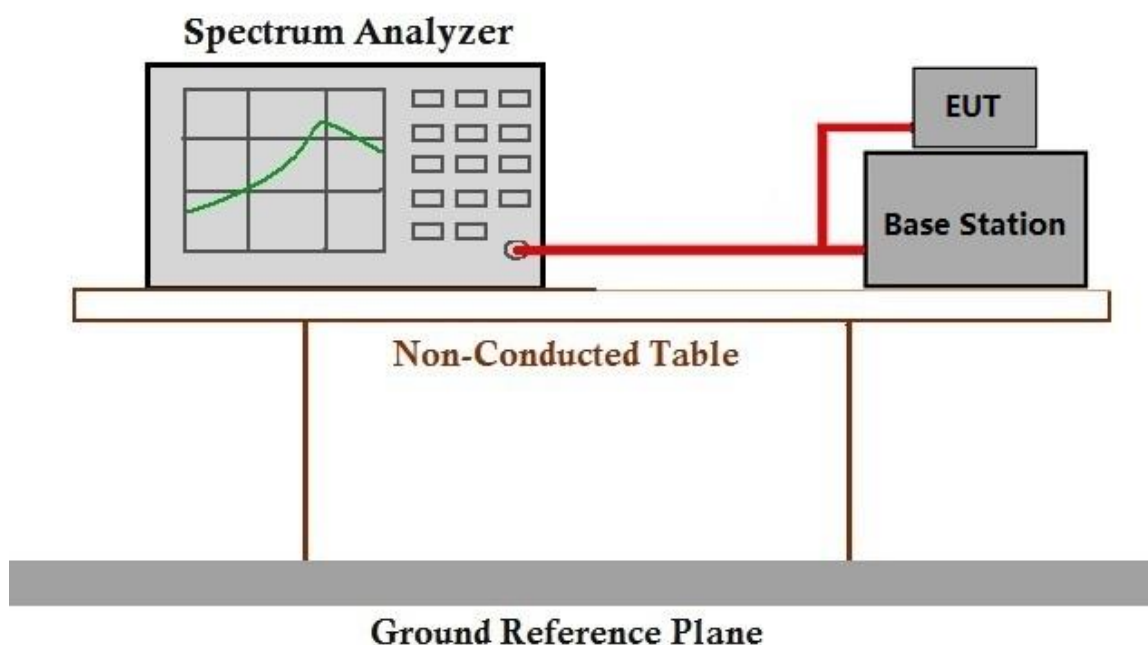 Spectrum Analyzer
EUT
Base Station
Non-Conducted Table
Ground Reference Plane